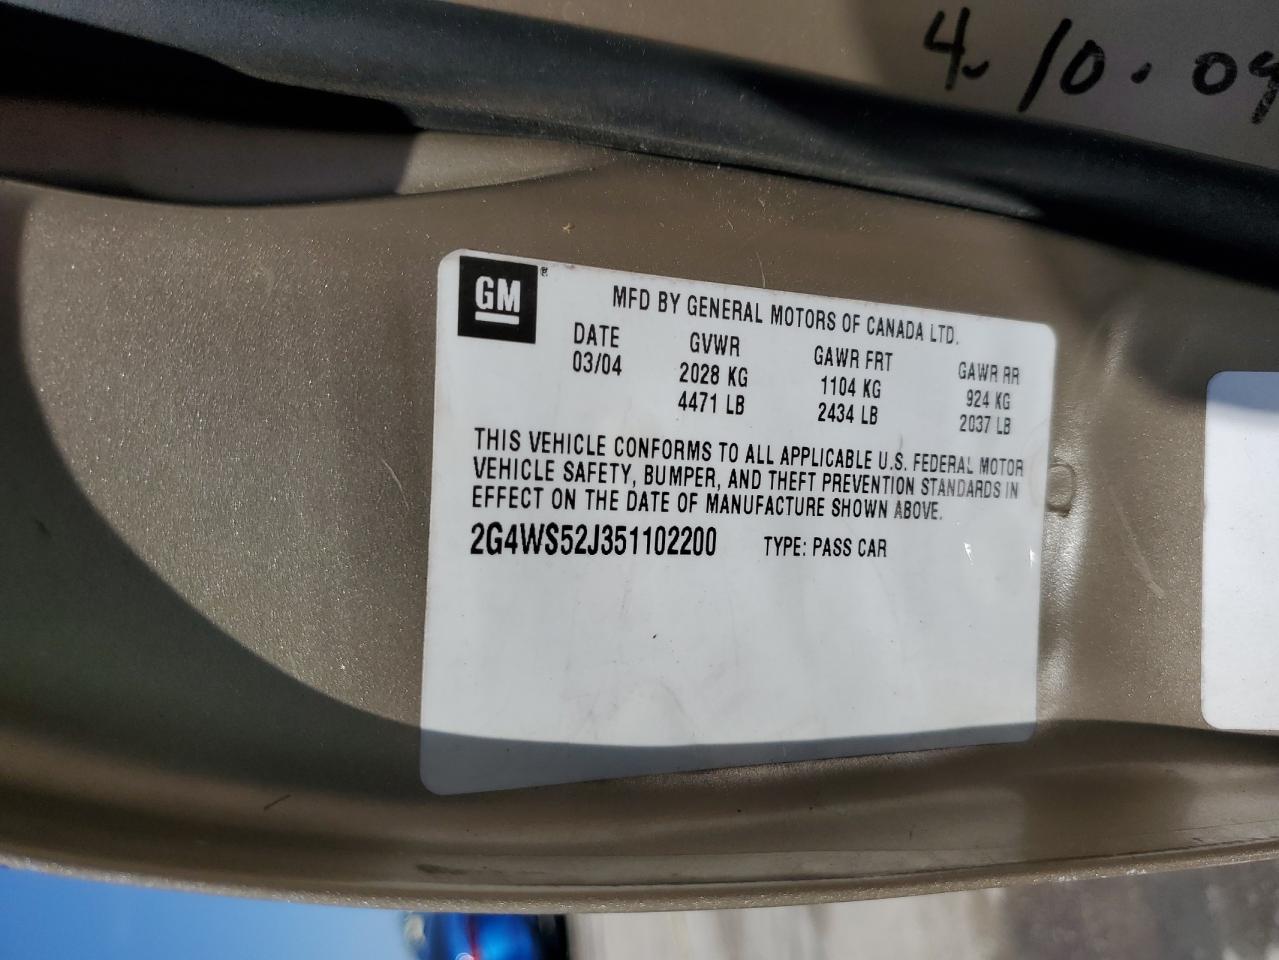 4 10.04
GM®
MFD BY GENERAL MOTORS OF CANADA LTD.
DATE GVWR GAWR FRT GAWR RR
03/04 2028 KG 1104 KG 924 KG
4471 LB 2434 LB 2037 LB
THIS VEHICLE CONFORMS TO ALL APPLICABLE U.S. FEDERAL MOTOR
VEHICLE SAFETY, BUMPER, AND THEFT PREVENTION STANDARDS IN
EFFECT ON THE DATE OF MANUFACTURE SHOWN ABOVE.
2G4WS52J351102200 TYPE: PASS CAR